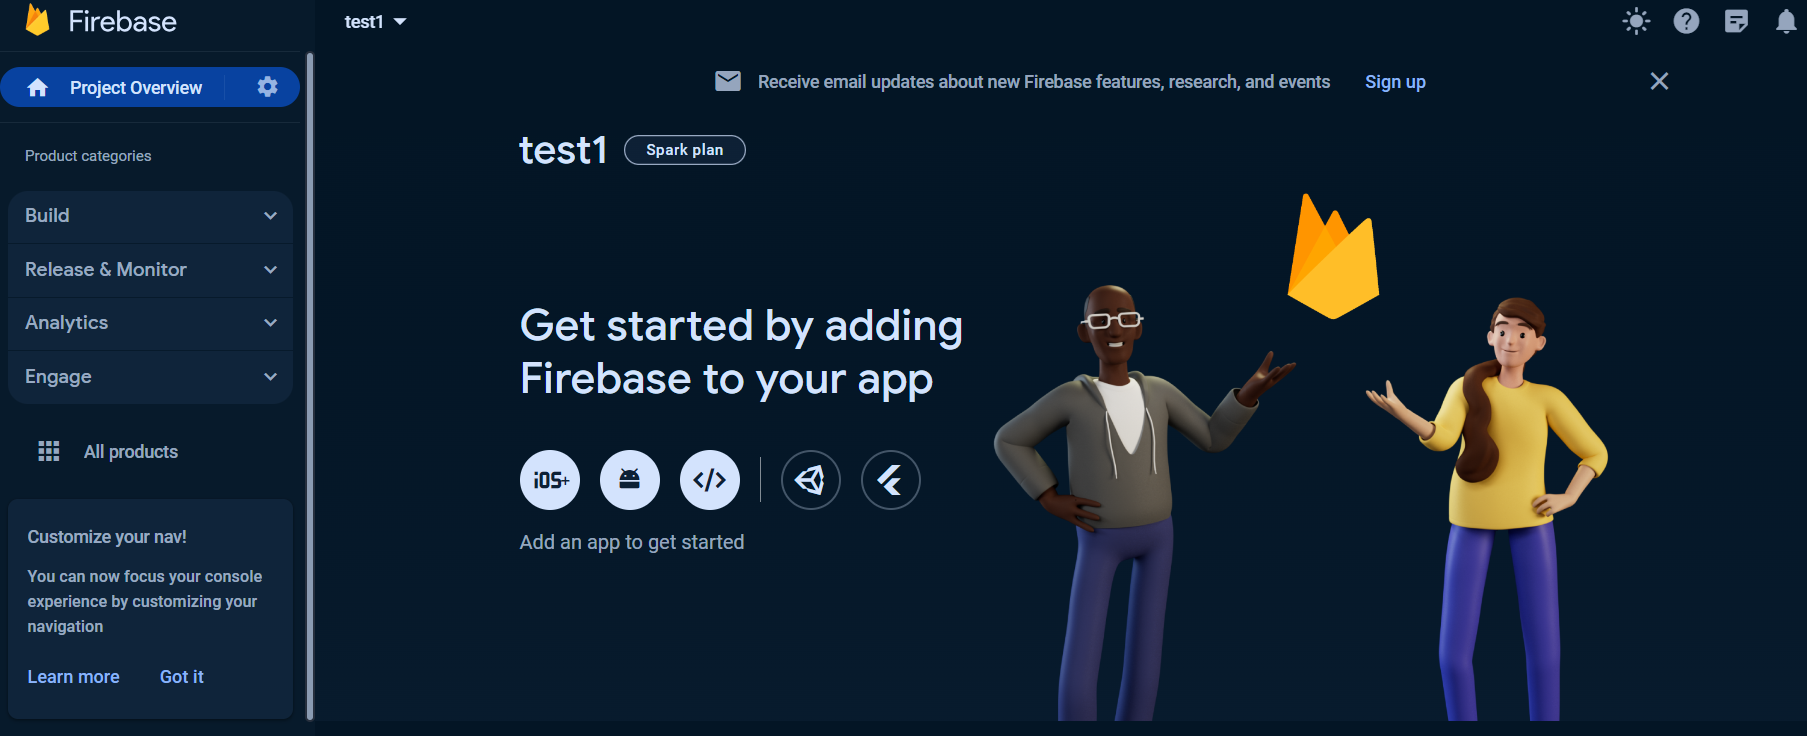 Firebase
test1
Receive email updates about new Firebase features, research, and events Sign up
Project Overview
Product categories
Build
Release & Monitor
Analytics
Engage
All products
Customize your nav!
You can now focus your console
experience by customizing your
navigation
Learn more Got it
test1 Spark plan
Get started by adding
Firebase to your app
iOS+
Add an app to get started